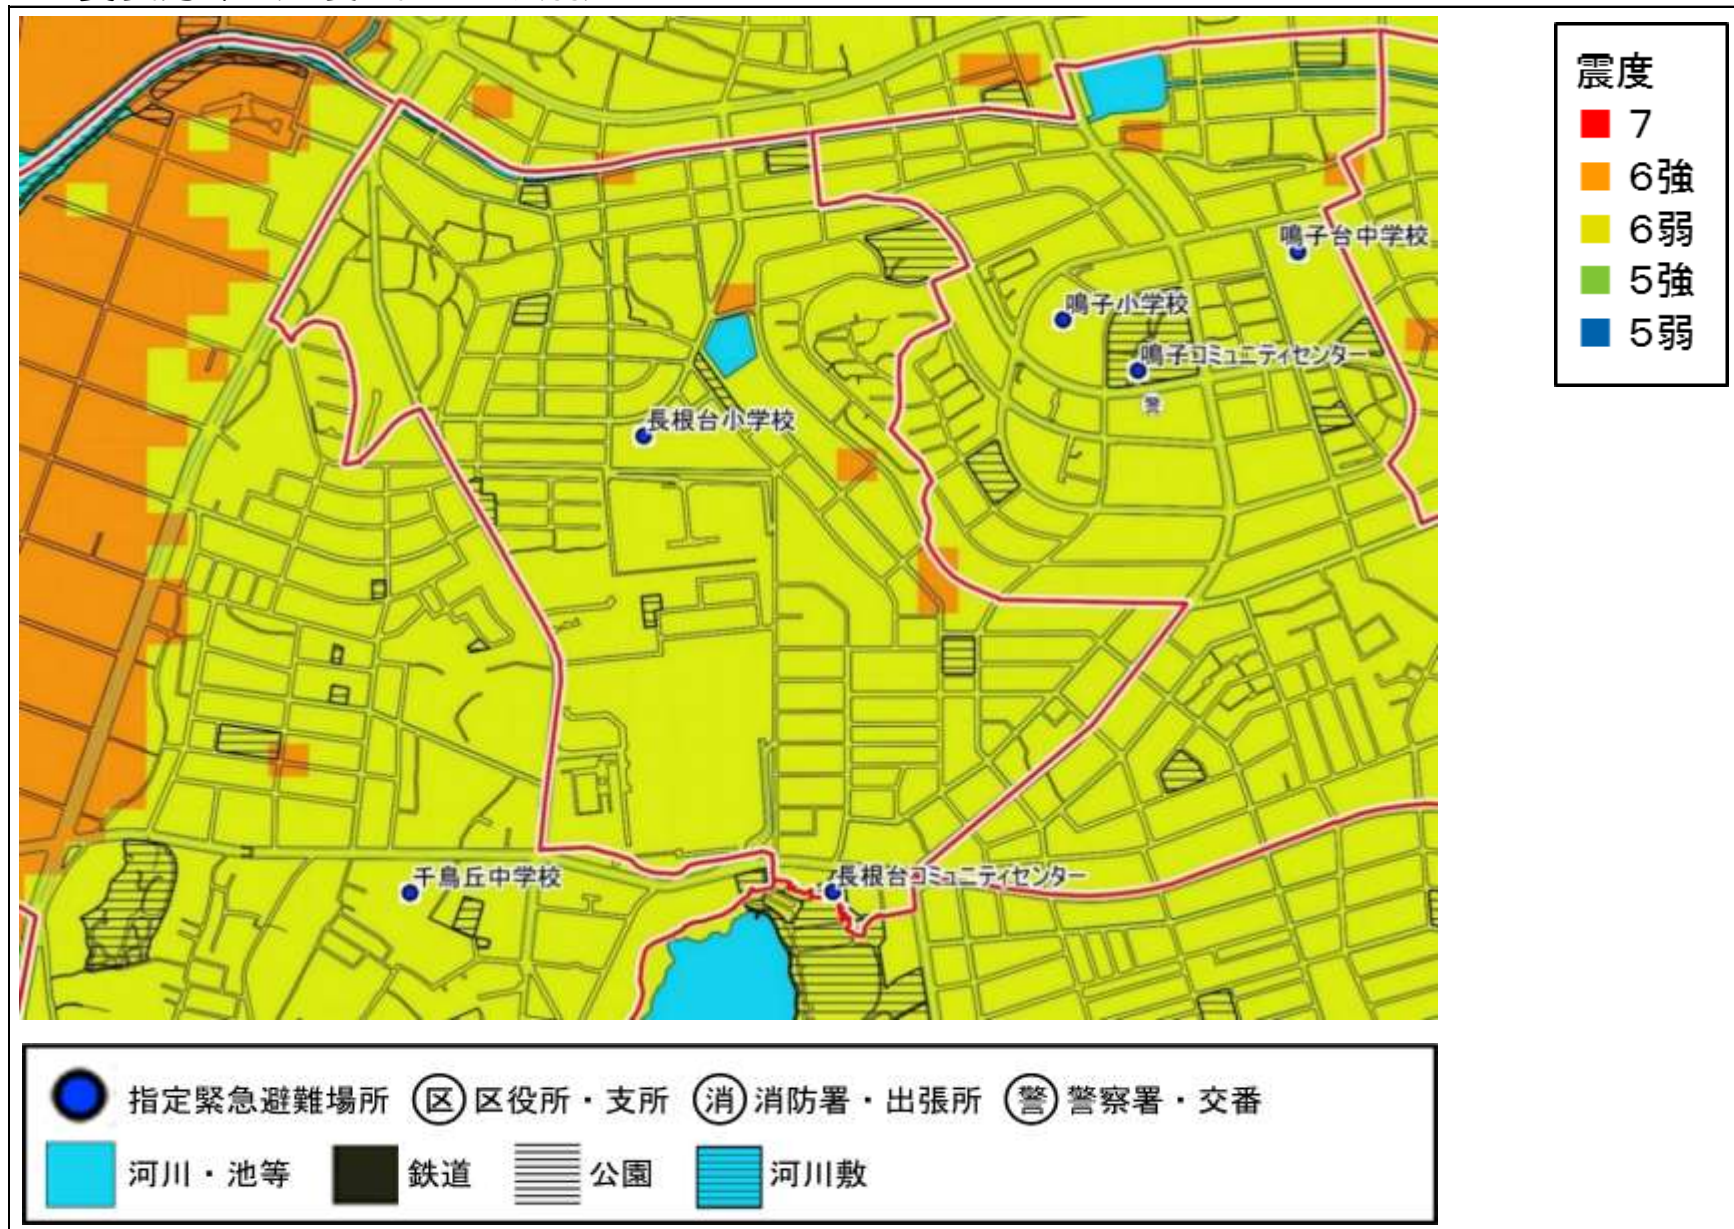 震度
7
6強
6弱
5強
5弱
鳴子台中学校
鳴子小学校
鳴子コミュニティセンター
警
長根台小学校
千鳥丘中学校
長根台コミュニティセンター
指定緊急避難場所 区 区役所・支所 消 消防署・出張所 警 警察署・交番
河川・池等 鉄道 公園 河川敷